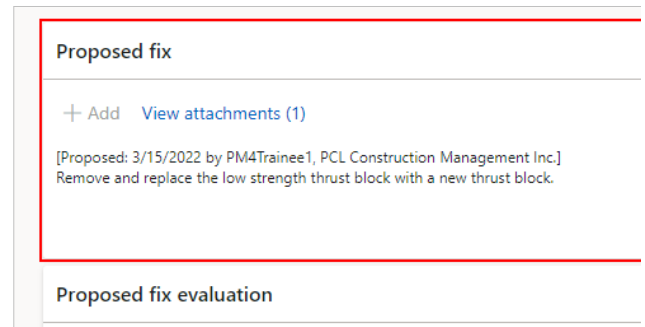 Proposed fix
+ Add View attachments (1)
[Proposed: 3/15/2022 by PM4Trainee1, PCL Construction Management Inc.]
Remove and replace the low strength thrust block with a new thrust block.
Proposed fix evaluation